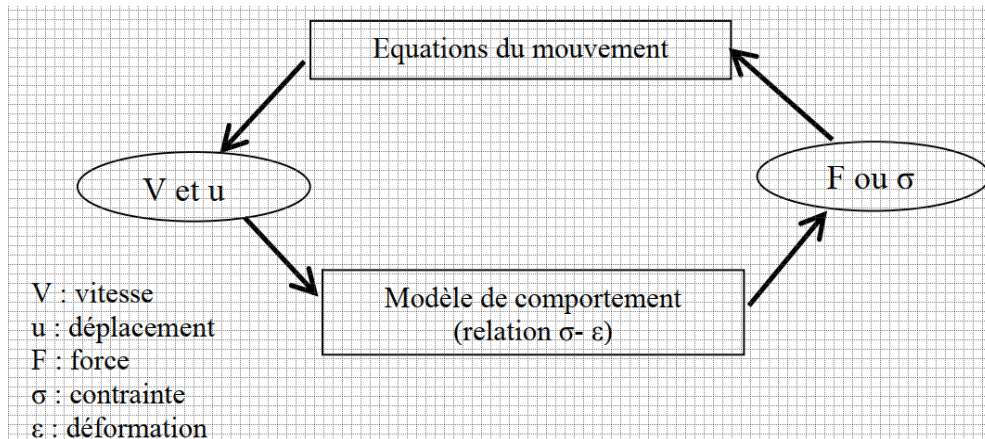 Equations du mouvement
V et u
F ou σ
Modèle de comportement
(relation σ- ε)
V : vitesse
u : déplacement
F : force
σ : contrainte
ε : déformation